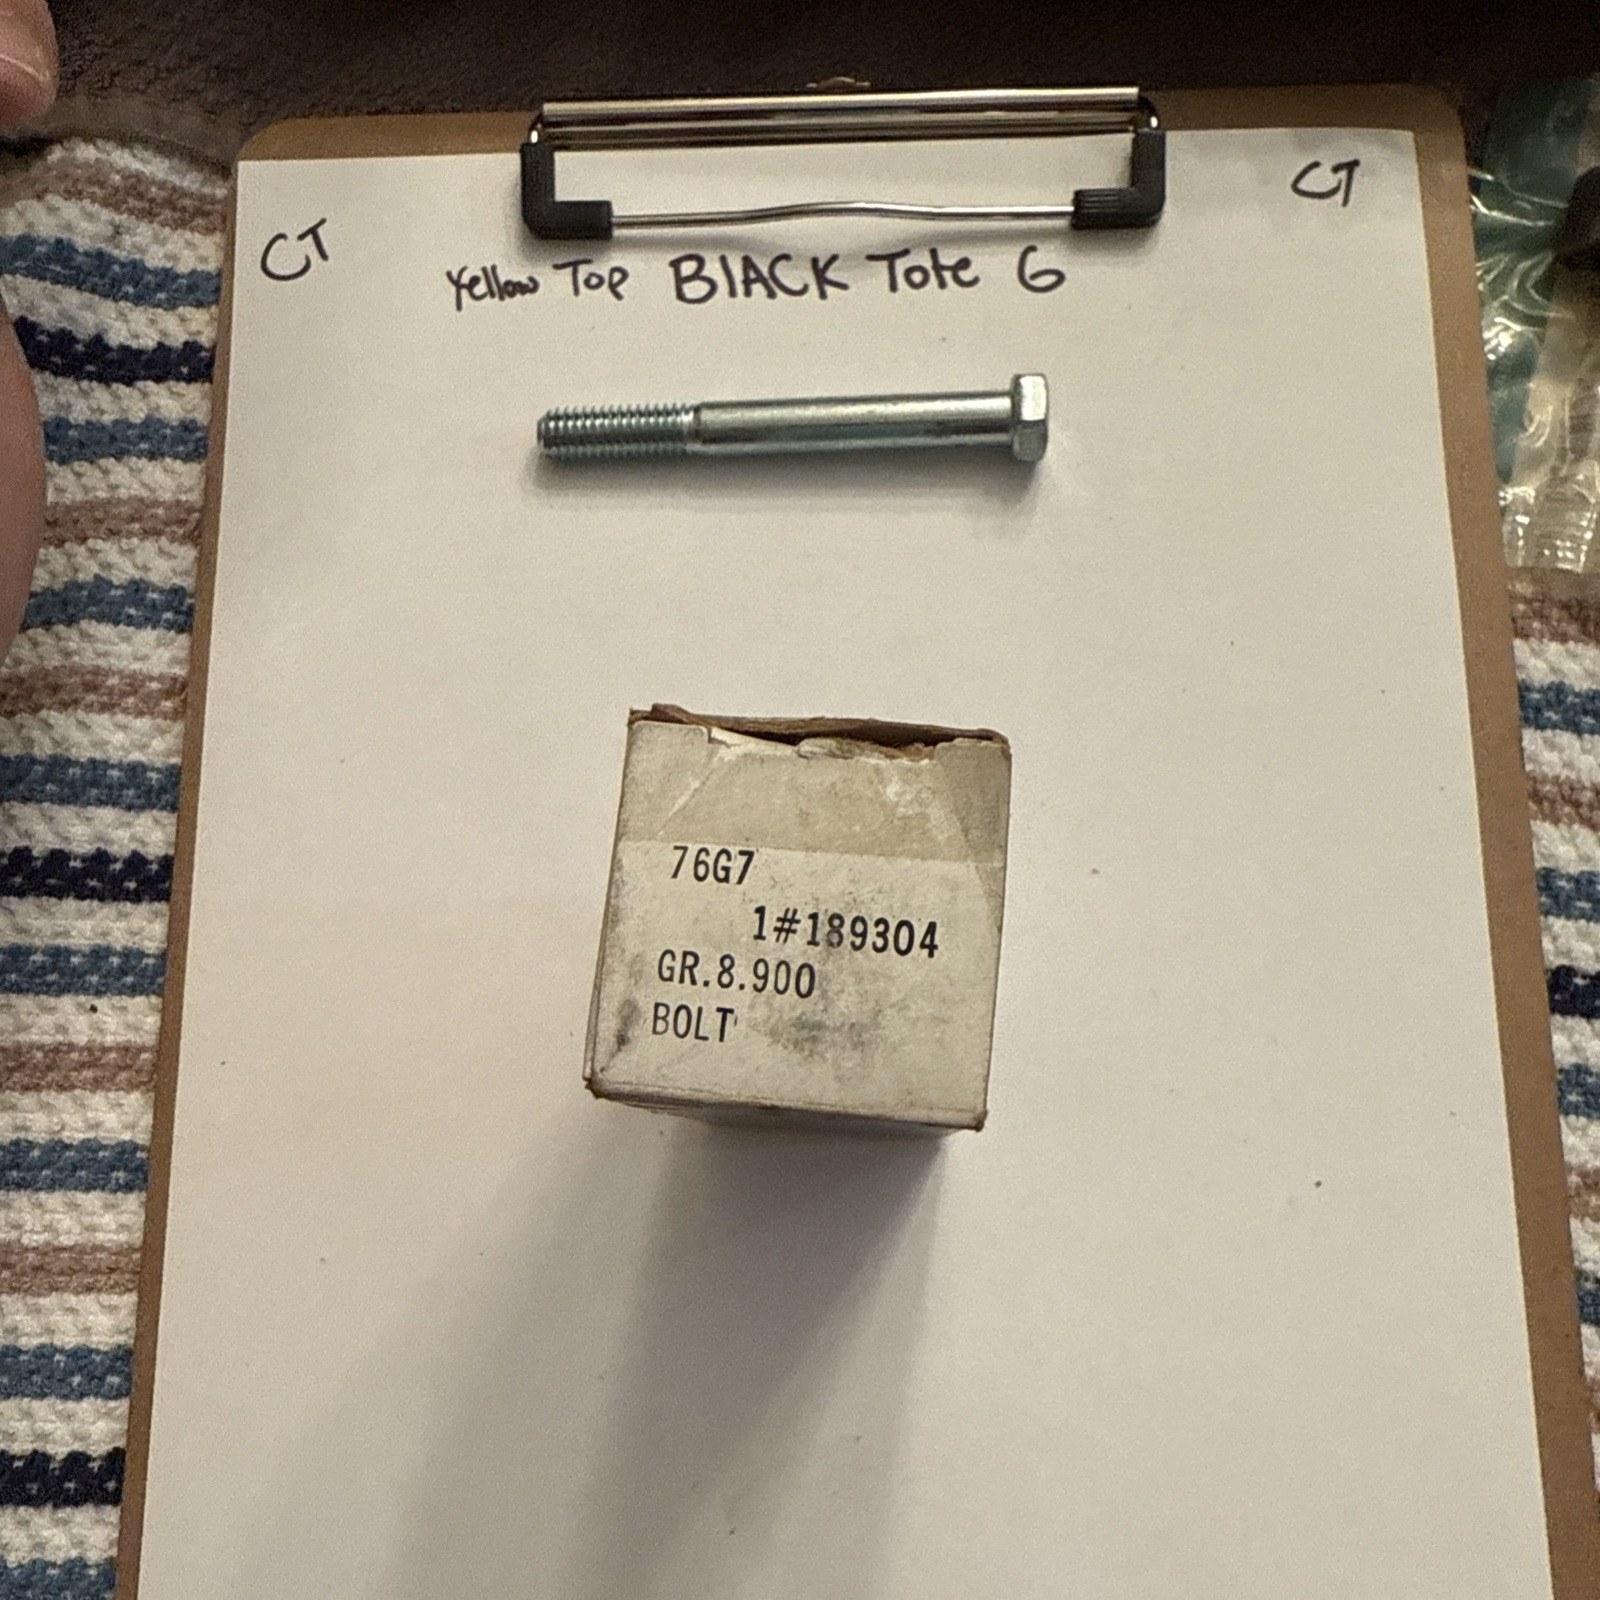 CT
CT
Yellow Top BLACK Tote 6
76G7
1#189304
GR.8.900
BOLT